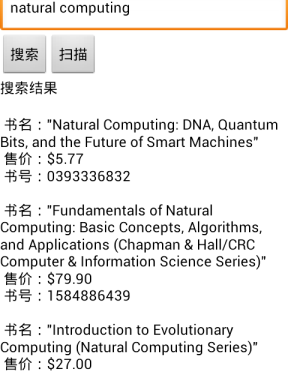 natural computing
搜索 扫描
搜索结果
书名："Natural Computing: DNA, Quantum
Bits, and the Future of Smart Machines"
售价：$5.77
书号：0393336832
书名："Fundamentals of Natural
Computing: Basic Concepts, Algorithms,
and Applications (Chapman & Hall/CRC
Computer & Information Science Series)"
售价：$79.90
书号：1584886439
书名："Introduction to Evolutionary
Computing (Natural Computing Series)"
售价：$27.00